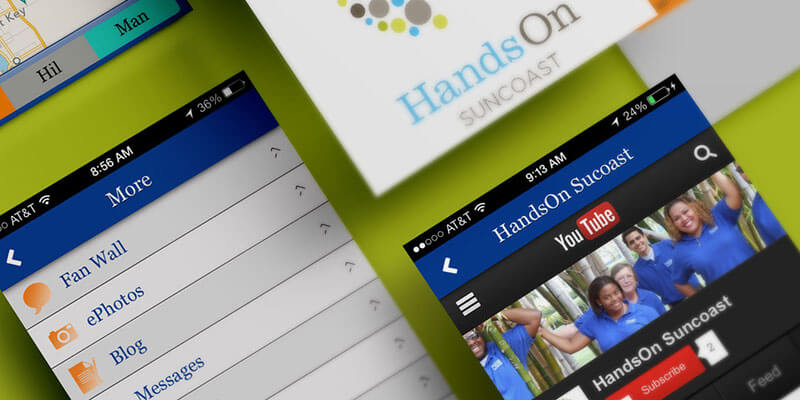 Key
Hil
Man
AT&T 8:56 AM 36%
More
Fan Wall
ePhotos
Blog
Messages
HandsOn
SUNCOAST
AT&T 9:13 AM 24%
HandsOn Sucoast
YouTube
HandsOn Suncoast
Subscribe 2
Feed